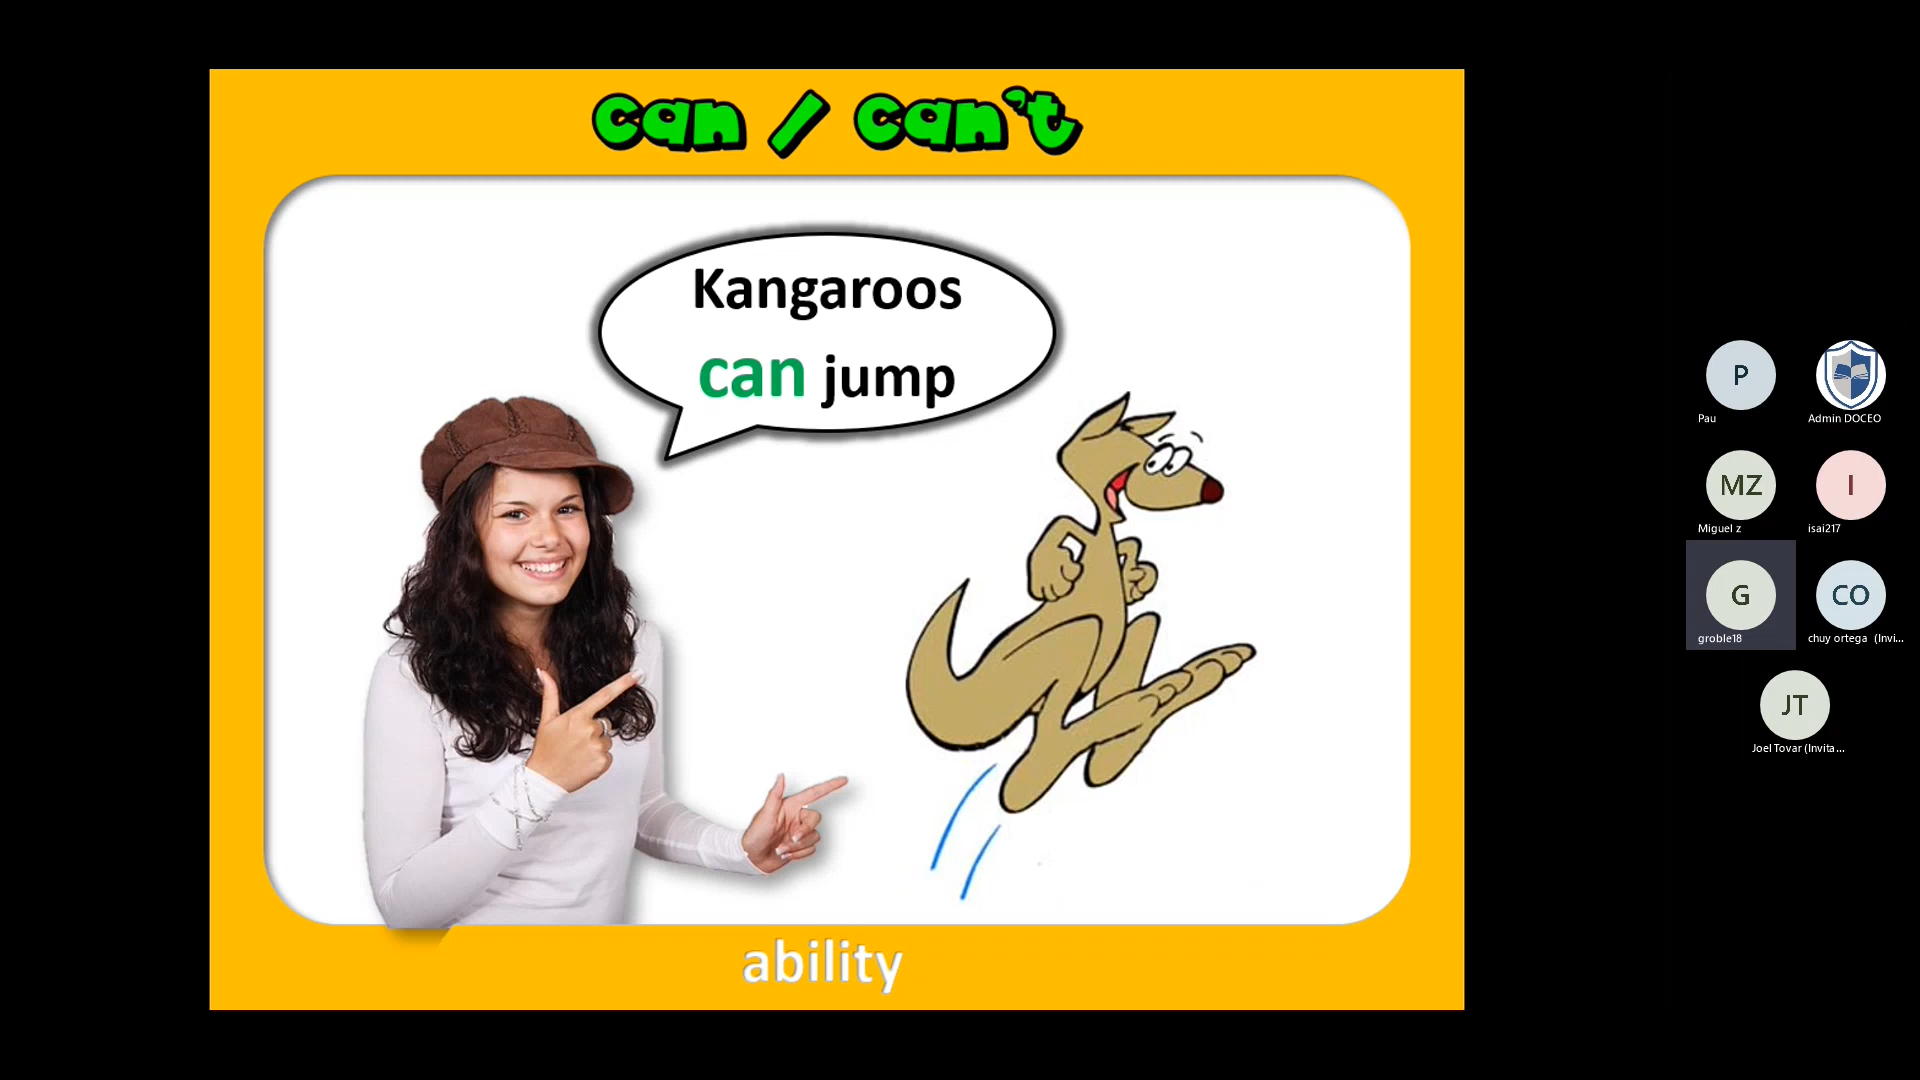 can / can't
Kangaroos
can jump
ability
P
Pau
Admin DOCEO
MZ
Miguel z
I
isai217
G
groble18
CO
chuy ortega (Invi...
JT
Joel Tovar (Invita...